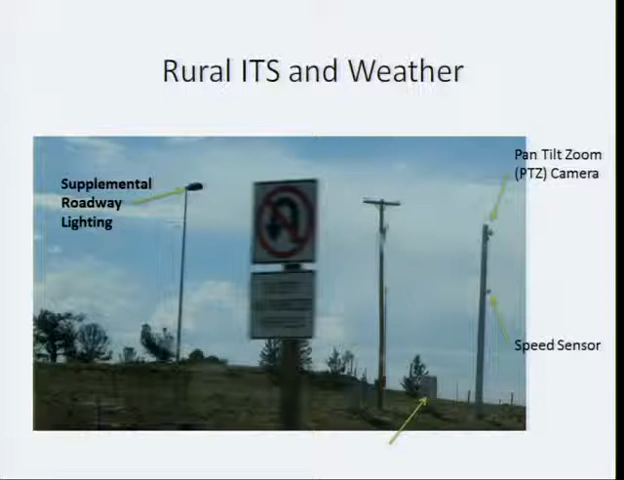 Rural ITS and Weather
Pan Tilt Zoom
(PTZ) Camera
Supplemental
Roadway
Lighting
Speed Sensor